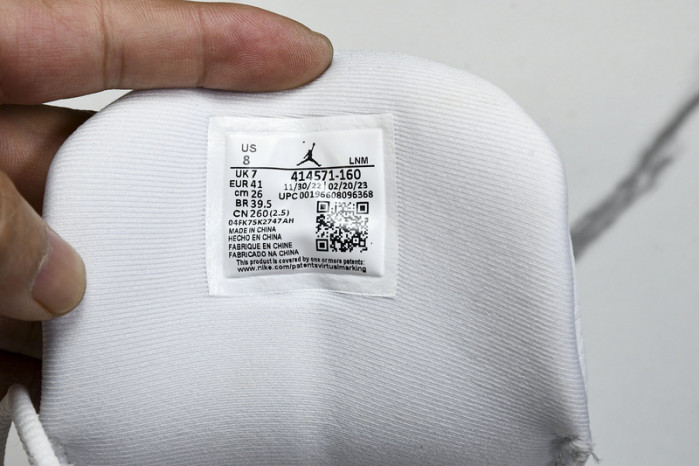 US
8 LNM
UK 7 414571-160
EUR 41 11/30/22 02/20/23
cm 26 UPC 00196608096368
BR 39.5
CN 260 (2.5)
04FK75K2747AH
MADE IN CHINA
HECHO EN CHINA
FABRIQUE EN CHINE
FABRICADO NA CHINA
This product is covered by one or more patents:
www.nike.com/patentsvirtualmarking